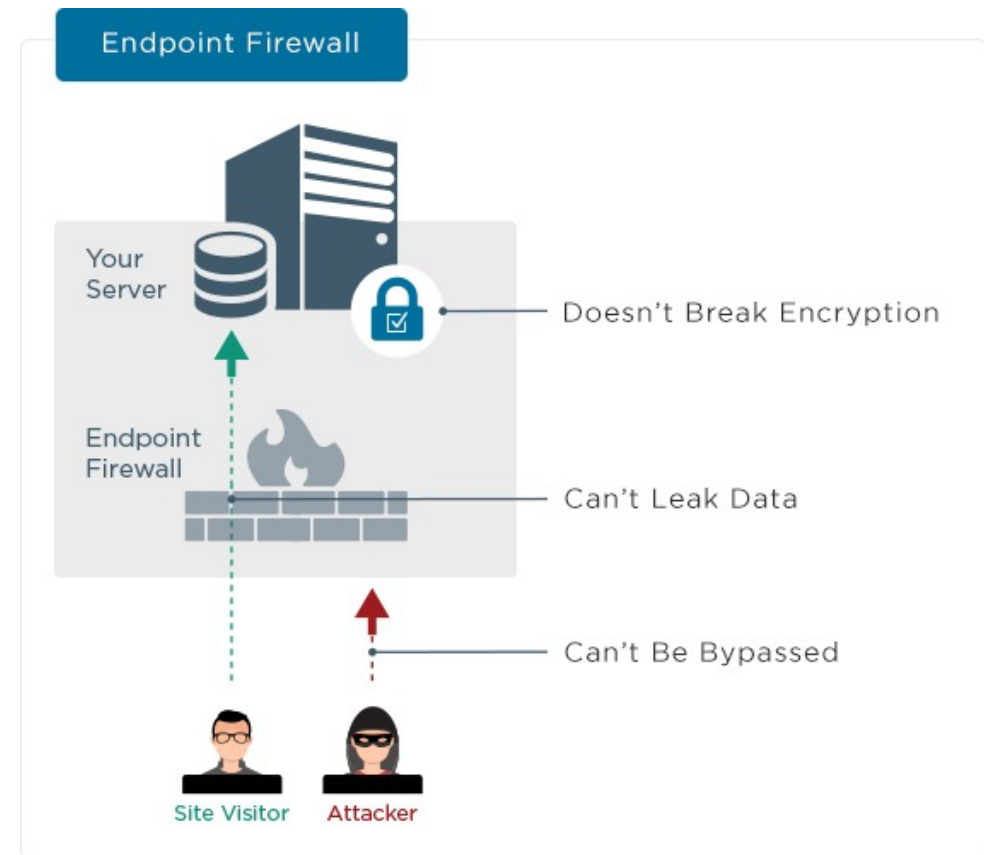 Endpoint Firewall
Your
Server
Doesn’t Break Encryption
Endpoint
Firewall
Can’t Leak Data
Can’t Be Bypassed
Site Visitor
Attacker